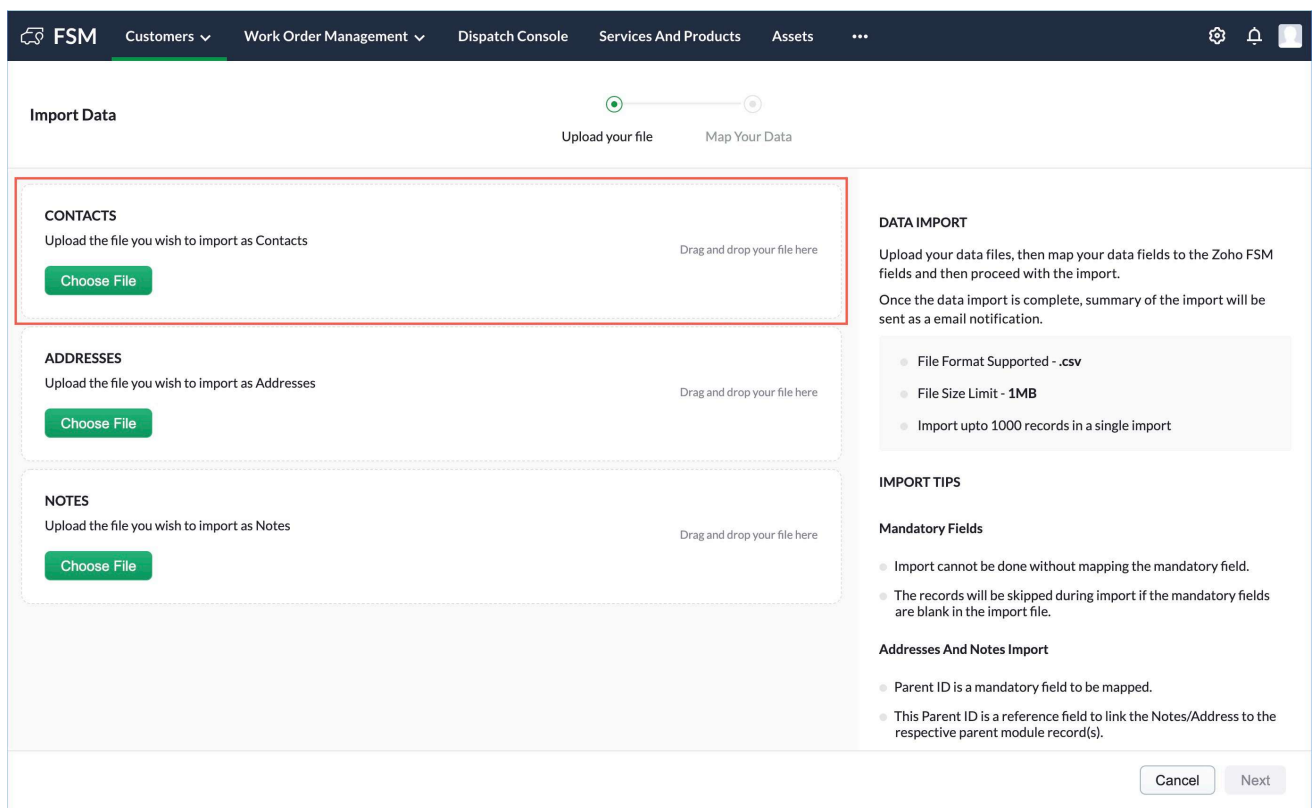 FSM Customers Work Order Management Dispatch Console Services And Products Assets •••
Import Data
Upload your file Map Your Data
CONTACTS
Upload the file you wish to import as Contacts
Drag and drop your file here
Choose File
ADDRESSES
Upload the file you wish to import as Addresses
Drag and drop your file here
Choose File
NOTES
Upload the file you wish to import as Notes
Drag and drop your file here
Choose File
DATA IMPORT
Upload your data files, then map your data fields to the Zoho FSM
fields and then proceed with the import.
Once the data import is complete, summary of the import will be
sent as a email notification.
File Format Supported - .csv
File Size Limit - 1MB
Import upto 1000 records in a single import
IMPORT TIPS
Mandatory Fields
Import cannot be done without mapping the mandatory field.
The records will be skipped during import if the mandatory fields
are blank in the import file.
Addresses And Notes Import
Parent ID is a mandatory field to be mapped.
This Parent ID is a reference field to link the Notes/Address to the
respective parent module record(s).
Cancel Next